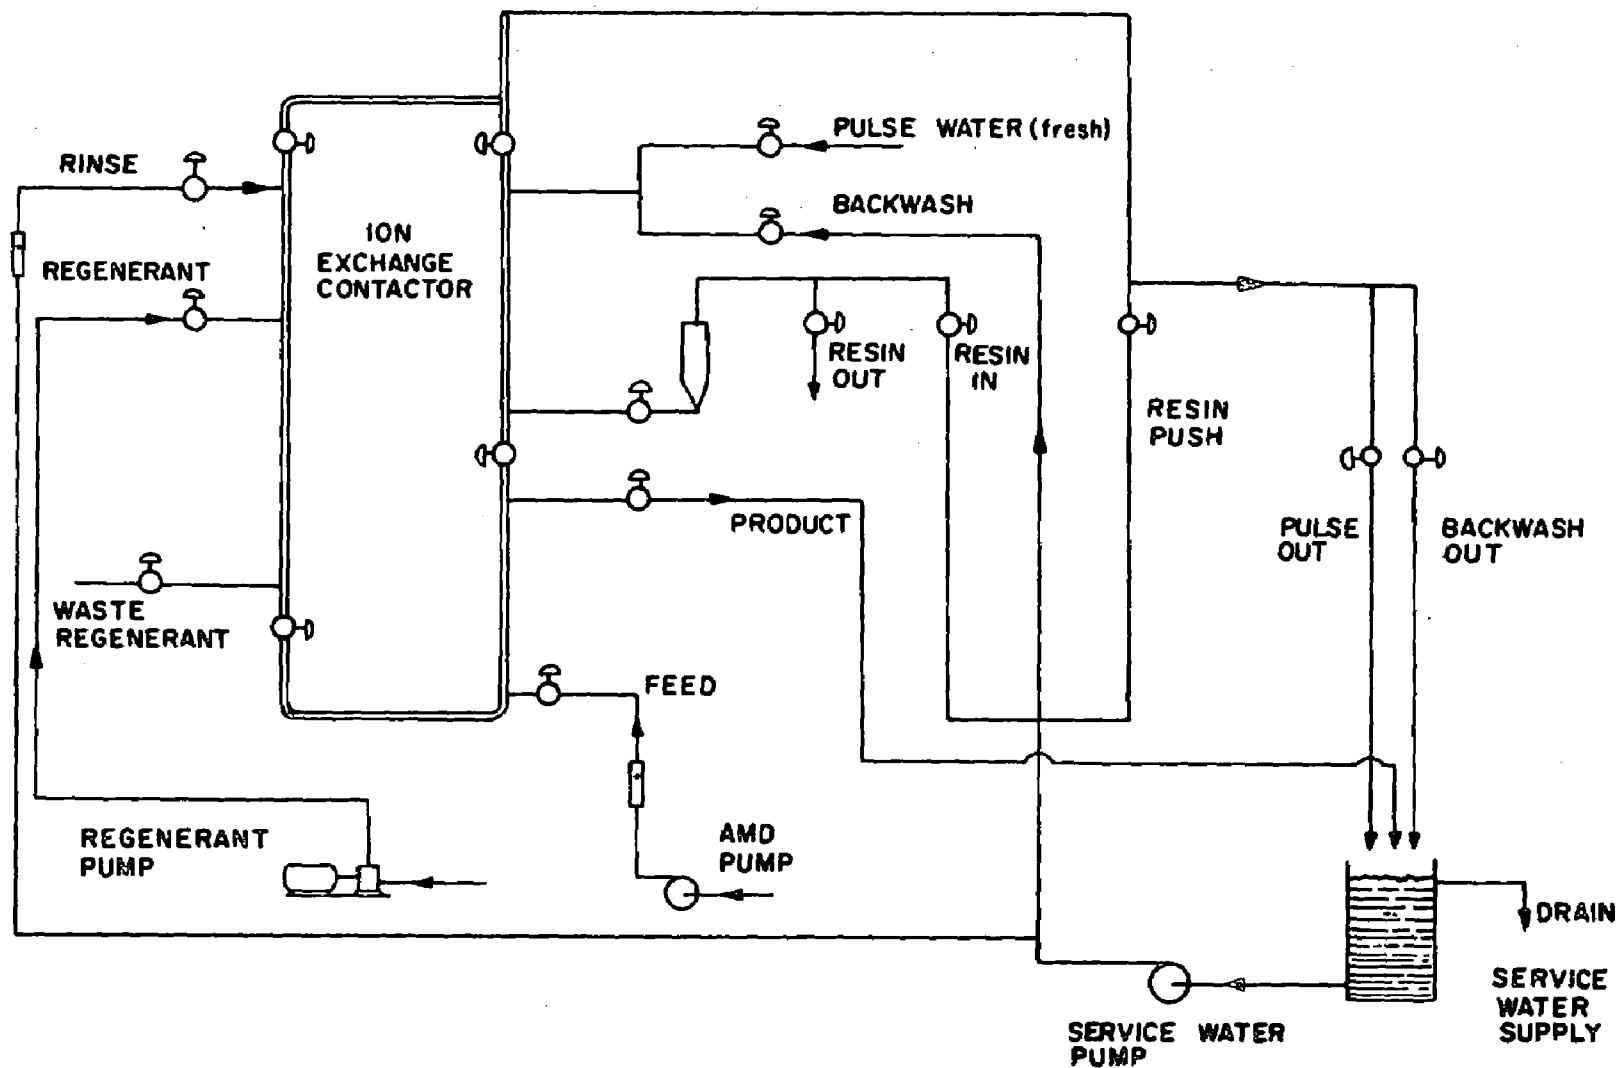 PULSE WATER (fresh)
RINSE
BACKWASH
ION
EXCHANGE
CONTACTOR
REGENERANT
RESIN
OUT
RESIN
IN
RESIN
PUSH
PRODUCT
PULSE
OUT
BACKWASH
OUT
WASTE
REGENERANT
FEED
REGENERANT
PUMP
AMD
PUMP
DRAIN
SERVICE
WATER
SUPPLY
SERVICE WATER
PUMP